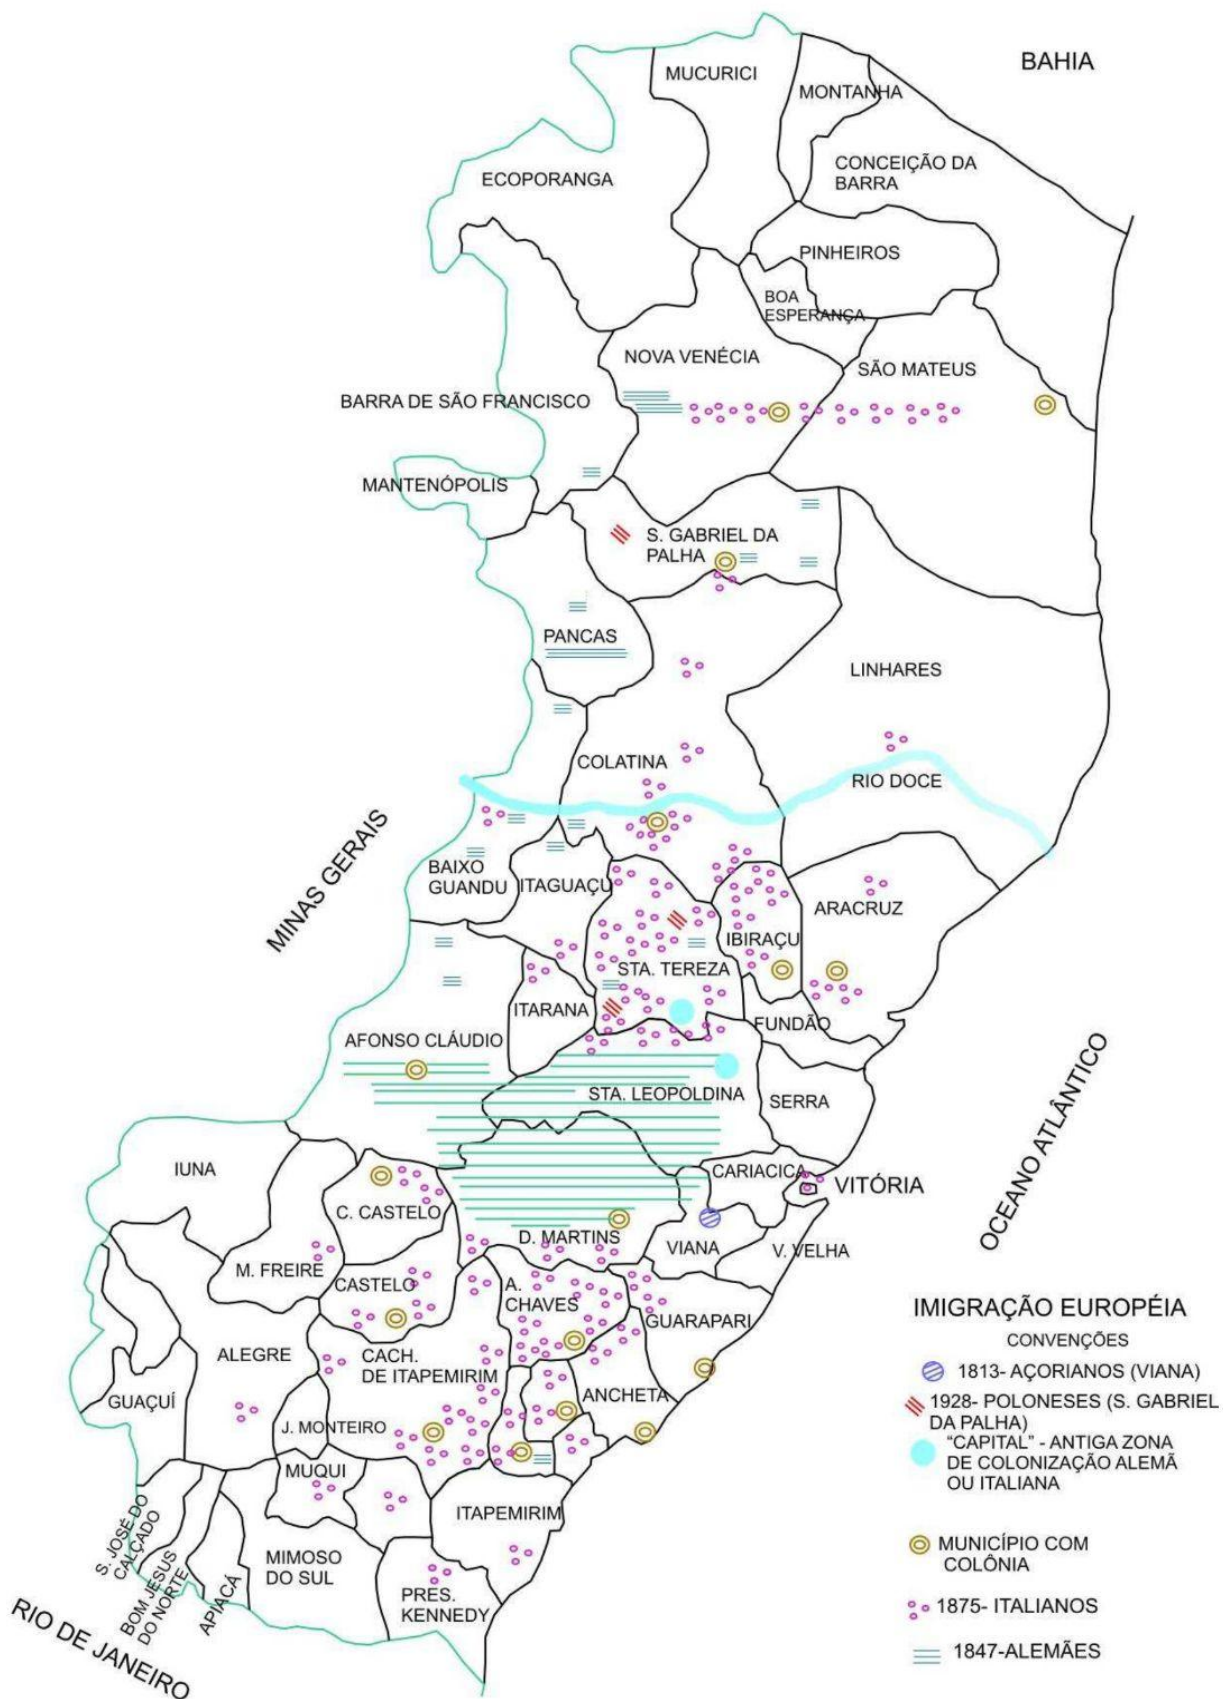 BAHIA
MUCURICI
MONTANHA
CONCEIÇÃO DA
BARRA
ECOPORANGA
PINHEIROS
BOA
ESPERANÇA
NOVA VENÉCIA
SÃO MATEUS
BARRA DE SÃO FRANCISCO
MANTENÓPOLIS
S. GABRIEL DA
PALHA
PANCAS
LINHARES
COLATINA
RIO DOCE
MINAS GERAIS
BAIXO
GUANDU
ITAGUAÇU
ARACRUZ
IBIRAÇU
STA. TEREZA
ITARANA
FUNDÃO
AFONSO CLÁUDIO
STA. LEOPOLDINA
SERRA
OCEANO ATLÂNTICO
IUNA
CARIACICA
VITÓRIA
C. CASTELO
D. MARTINS
VIANA
V. VELHA
M. FREIRE
CASTELO
A.
CHAVES
GUARAPARI
ALEGRE
CACH.
DE ITAPEMIRIM
ANCHETA
GUAÇUÍ
J. MONTEIRO
MUQUI
ITAPEMIRIM
S. JOSÉ DO
CALÇADO
BOM JESUS
DO NORTE
APIACÁ
MIMOSO
DO SUL
PRES.
KENNEDY
RIO DE JANEIRO
IMIGRAÇÃO EUROPÉIA
CONVENÇÕES
1813- AÇORIANOS (VIANA)
1928- POLONESES (S. GABRIEL
DA PALHA)
"CAPITAL" - ANTIGA ZONA
DE COLONIZAÇÃO ALEMÃ
OU ITALIANA
MUNICÍPIO COM
COLÔNIA
1875- ITALIANOS
1847-ALEMÃES